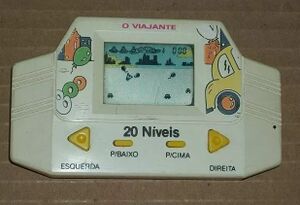 O VIAJANTE
20 Níveis
P/BAIXO P/CIMA
ESQUERDA DIREITA